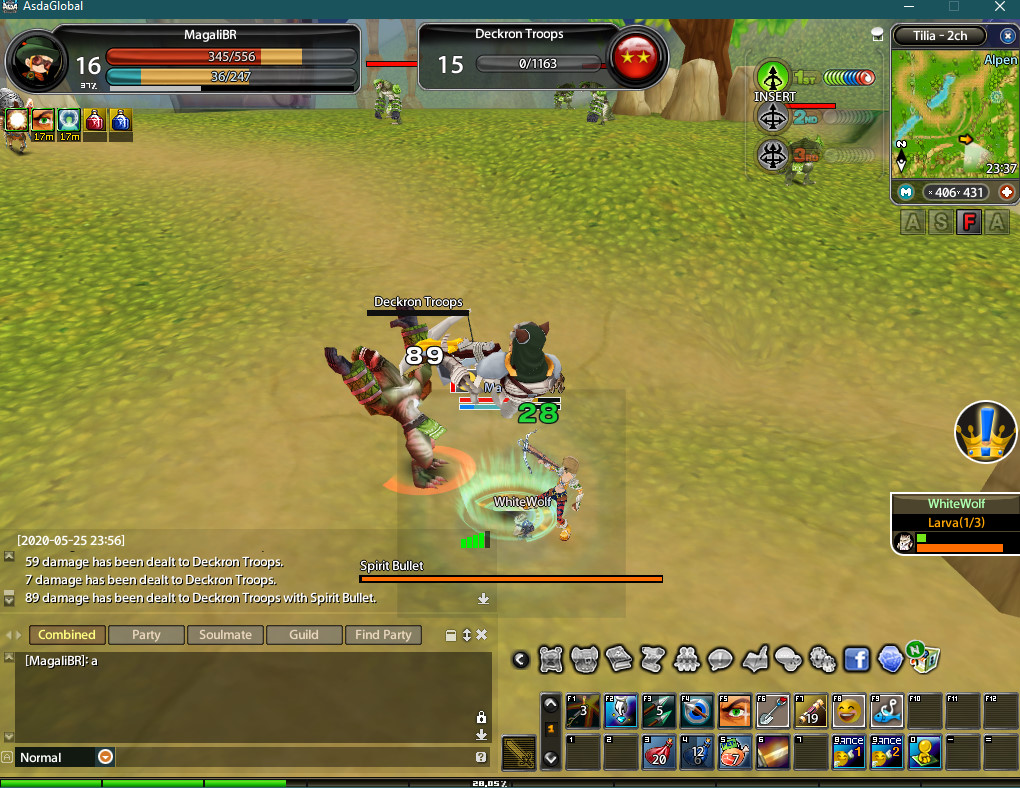 AsdaGlobal
MagaliBR
16
345/556
37%
36/247
Deckron Troops
15
0/1163
Tilia - 2ch
Alpen
1ST
INSERT
2ND
3RD
N
23:37
M
406 431
A S F A
17m 17m
Deckron Troops
89
Ma
28
WhiteWolf
WhiteWolf
Larva(1/3)
[2020-05-25 23:56]
59 damage has been dealt to Deckron Troops.
7 damage has been dealt to Deckron Troops.
89 damage has been dealt to Deckron Troops with Spirit Bullet.
Spirit Bullet
Combined Party Soulmate Guild Find Party
[MagaliBR]: a
Normal
?
N
F1 F2 F3 F4 F5 F6 F7 F8 F9 F10 F11 F12
3 5 19
1
1 2 3 4 5 6 7 8 9 0 - =
20 12 7
DANCE 1 DANCE 2
28,05%